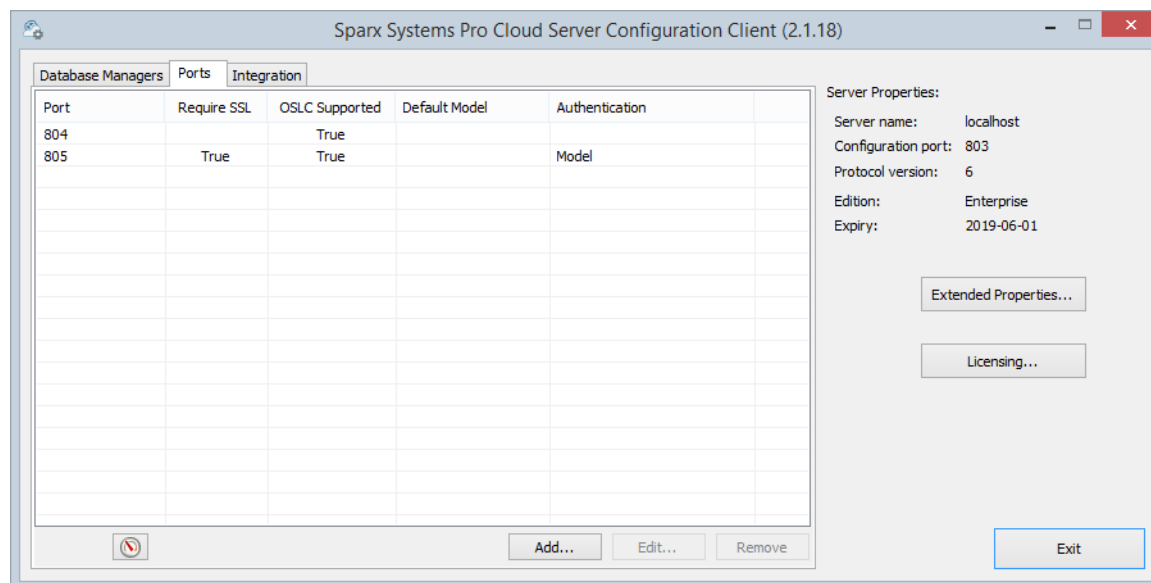 Sparx Systems Pro Cloud Server Configuration Client (2.1.18)
Database Managers Ports Integration
Port Require SSL OSLC Supported Default Model Authentication
804 True
805 True True Model
Server Properties:
Server name: localhost
Configuration port: 803
Protocol version: 6
Edition: Enterprise
Expiry: 2019-06-01
Extended Properties...
Licensing...
Add... Edit... Remove
Exit